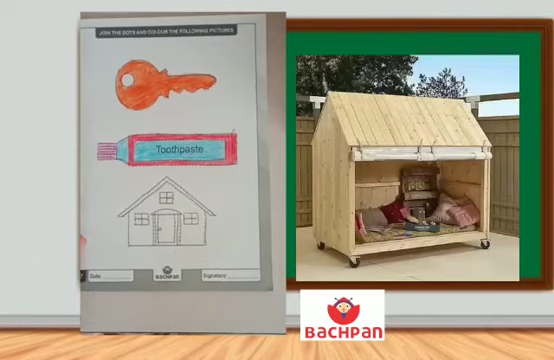 JOIN THE DOTS AND COLOUR THE FOLLOWING PICTURES
Toothpaste
Date:
BACHPAN
Signature:
BACHPAN